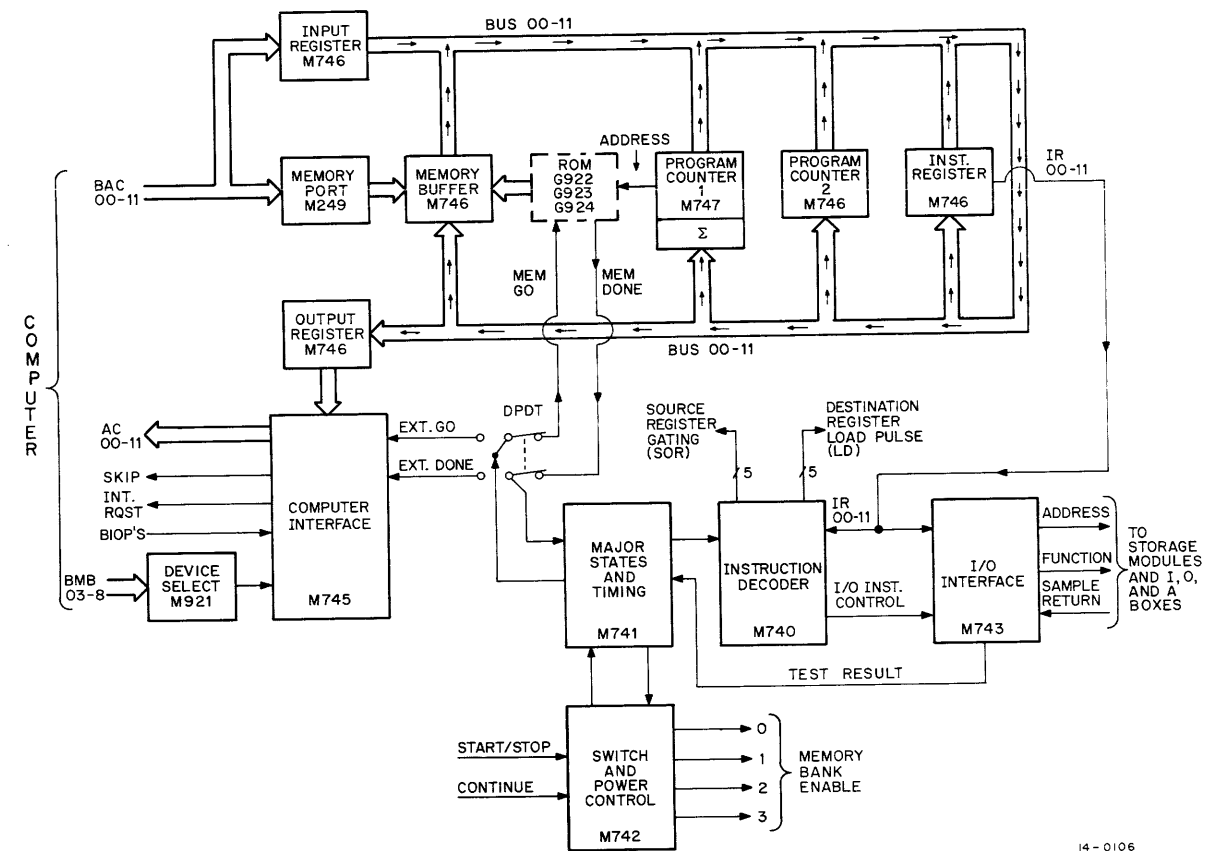 INPUT
REGISTER
M746
BUS 00-11
ADDRESS
IR
00-11
BAC
00-11
MEMORY
PORT
M249
MEMORY
BUFFER
M746
ROM
G922
G923
G924
PROGRAM
COUNTER
1
M747
Σ
PROGRAM
COUNTER
2
M746
INST.
REGISTER
M746
MEM
GO
MEM
DONE
COMPUTER
OUTPUT
REGISTER
M746
BUS 00-11
AC
00-11
SKIP
INT.
RQST
BIOP'S
BMB
03-8
DEVICE
SELECT
M921
COMPUTER
INTERFACE
M745
EXT. GO
EXT. DONE
DPDT
SOURCE
REGISTER
GATING
(SOR)
5
DESTINATION
REGISTER
LOAD PULSE
(LD)
5
MAJOR
STATES
AND
TIMING
M741
INSTRUCTION
DECODER
M740
IR
00-11
I/O INST.
CONTROL
I/O
INTERFACE
M743
ADDRESS
FUNCTION
SAMPLE
RETURN
TO
STORAGE
MODULES
AND I, O,
AND A
BOXES
TEST RESULT
START/STOP
CONTINUE
SWITCH
AND
POWER
CONTROL
M742
0
1
2
3
MEMORY
BANK
ENABLE
14-0106